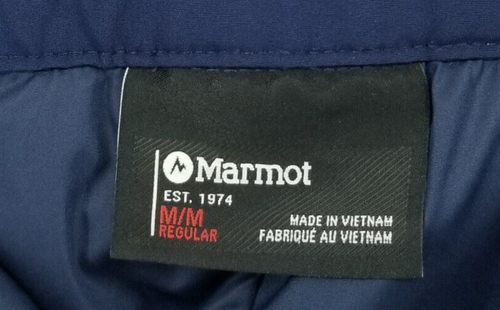 Marmot
EST. 1974
M/M
REGULAR
MADE IN VIETNAM
FABRIQUÉ AU VIETNAM